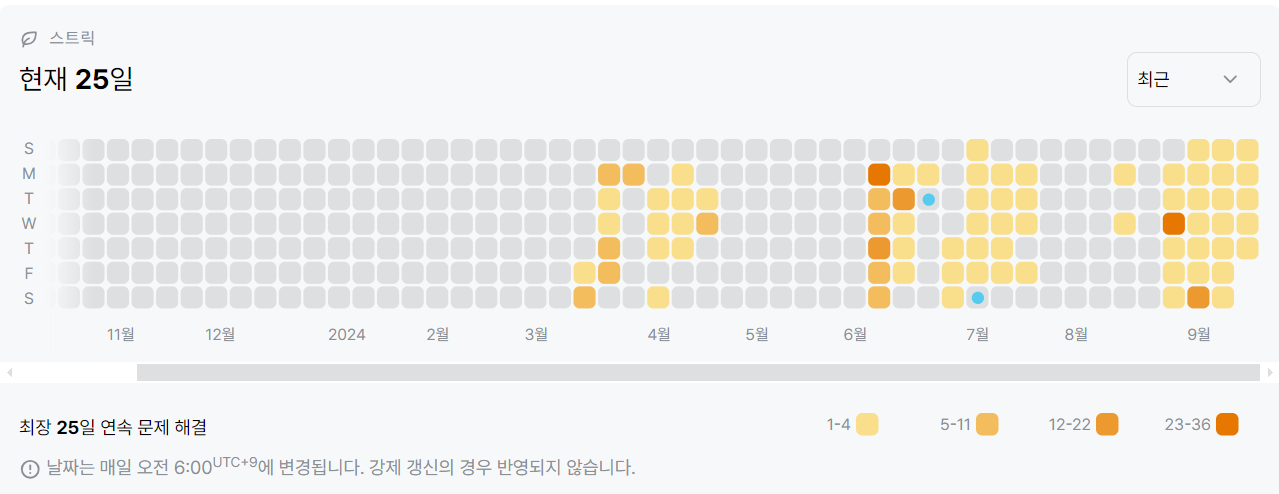 스트릭
현재 25일
최근
S
M
T
W
T
F
S
11월 12월 2024 2월 3월 4월 5월 6월 7월 8월 9월
최장 25일 연속 문제 해결
1-4 5-11 12-22 23-36
날짜는 매일 오전 6:00UTC+9에 변경됩니다. 강제 갱신의 경우 반영되지 않습니다.